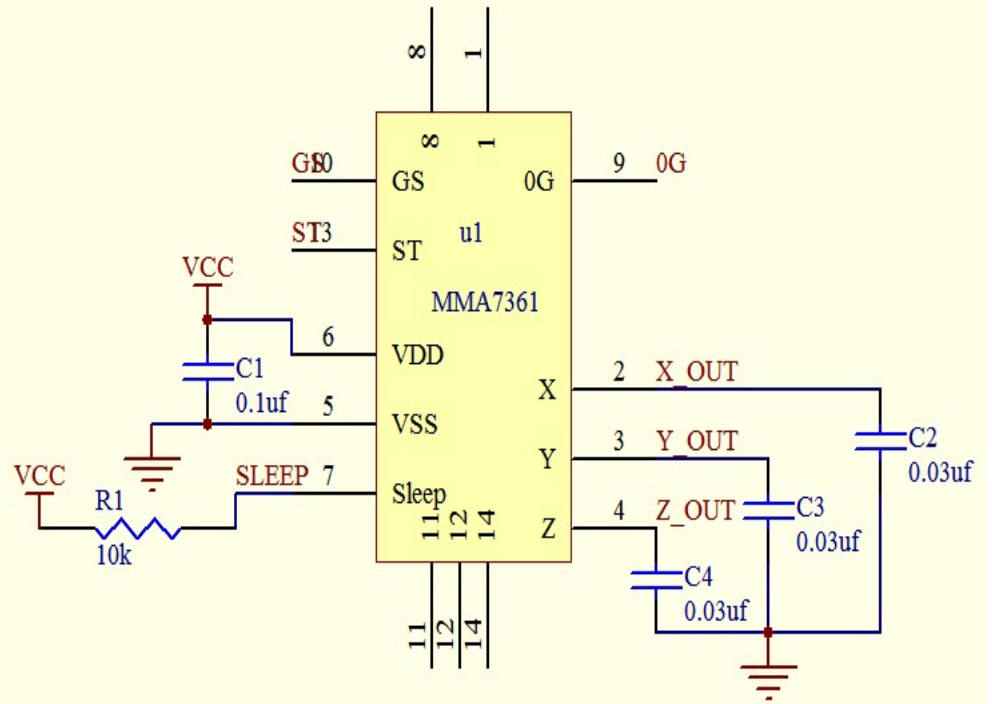 8
1
8
1
GS
10
GS
0G
9
0G
ST
13
ST
u1
VCC
MMA7361
6
VDD
C1
0.1uf
2
X_OUT
X
5
VSS
3
Y_OUT
Y
C2
0.03uf
VCC
SLEEP
7
Sleep
R1
10k
4
Z_OUT
Z
C3
0.03uf
11
12
14
C4
0.03uf
11
12
14